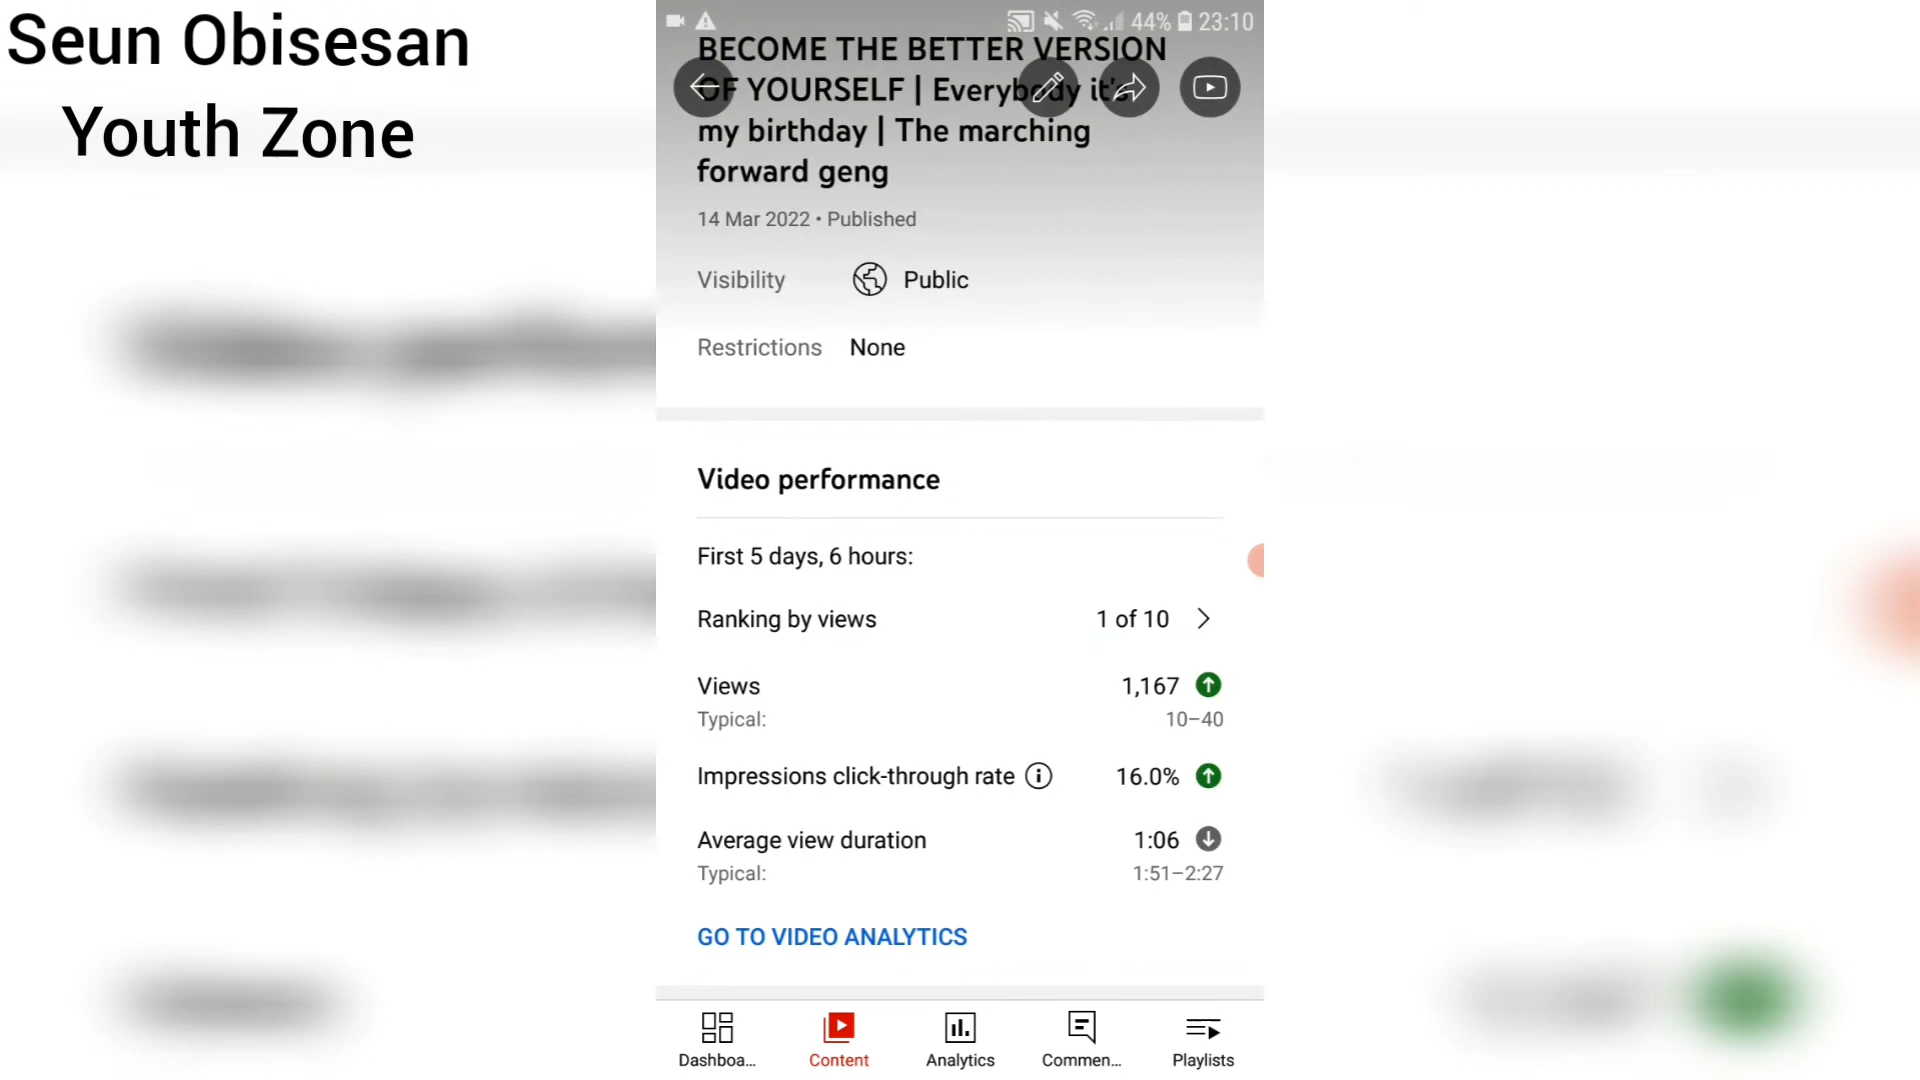 Seun Obisesan
Youth Zone
44% 23:10
BECOME THE BETTER VERSION
OF YOURSELF | Everybody it's
my birthday | The marching
forward geng
14 Mar 2022 • Published
Visibility Public
Restrictions None
Video performance
First 5 days, 6 hours:
Ranking by views 1 of 10
Views 1,167
Typical: 10–40
Impressions click-through rate 16.0%
Average view duration 1:06
Typical: 1:51–2:27
GO TO VIDEO ANALYTICS
Dashboa... Content Analytics Commen... Playlists